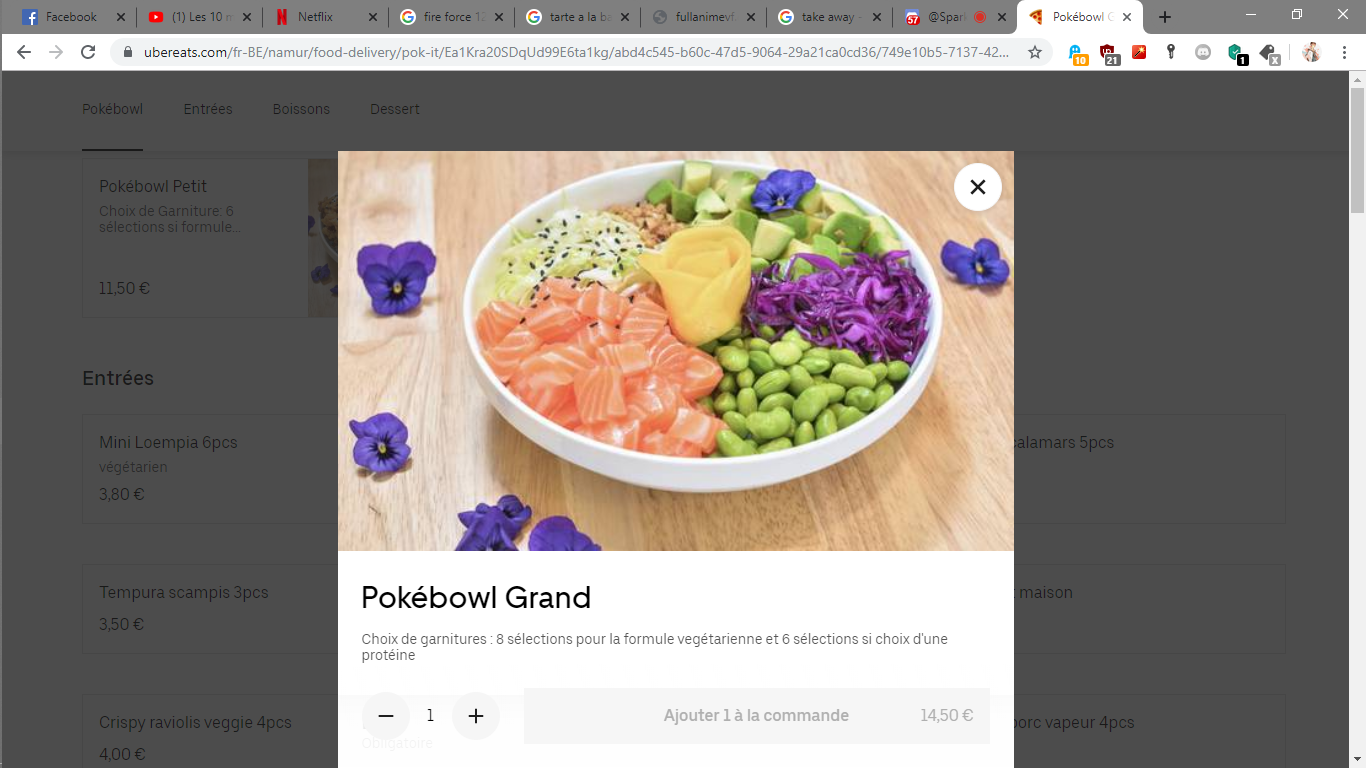 Facebook
(1) Les 10 m
Netflix
fire force 12
tarte a la ba
fullanimevf.
take away -
57
@Spark
Pokébowl G
ubereats.com/fr-BE/namur/food-delivery/pok-it/Ea1Kra20SDqUd99E6ta1kg/abd4c545-b60c-47d5-9064-29a21ca0cd36/749e10b5-7137-42...
10
21
1
X
Pokébowl
Entrées
Boissons
Dessert
Pokébowl Petit
Choix de Garniture: 6
sélections si formule...
11,50 €
Entrées
Mini Loempia 6pcs
végétarien
3,80 €
calamars 5pcs
Tempura scampis 3pcs
3,50 €
maison
Crispy raviolis veggie 4pcs
4,00 €
porc vapeur 4pcs
Pokébowl Grand
Choix de garnitures : 8 sélections pour la formule vegétarienne et 6 sélections si choix d'une
protéine
1
Ajouter 1 à la commande
14,50 €
Obligatoire